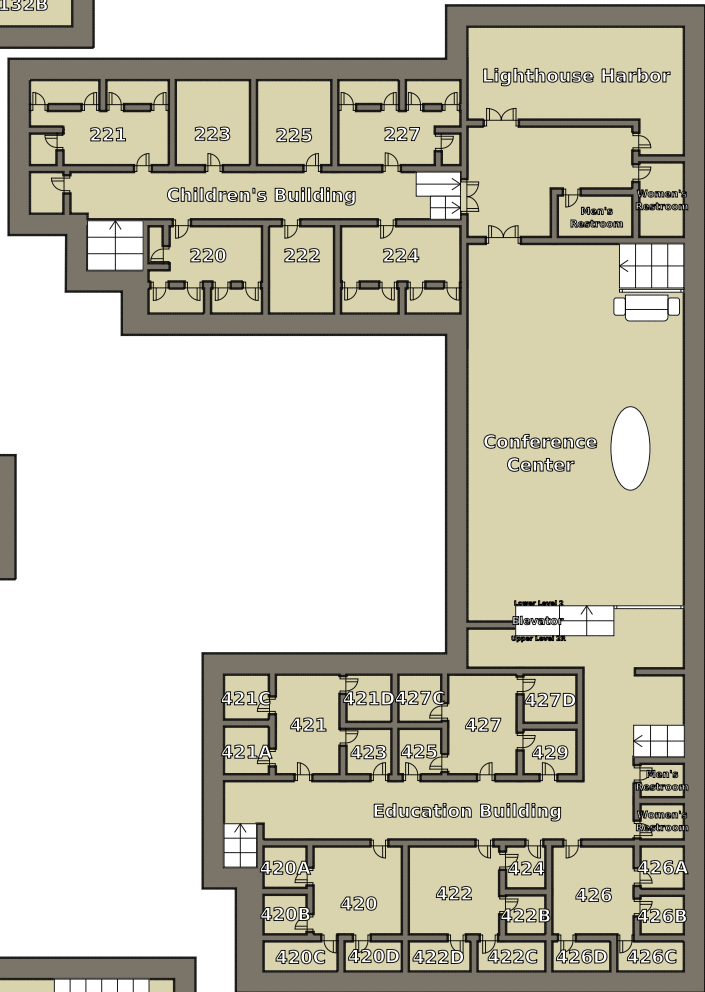 132B
Lighthouse Harbor
221
223
225
227
Children's Building
Women's
Restroom
Men's
Restroom
220
222
224
Conference
Center
Lower Level 2
Elevator
Upper Level 2R
421C
421D
427C
427D
421
427
421A
423
425
429
Men's
Restroom
Education Building
Women's
Restroom
420A
424
426A
420
422
426
420B
422B
426B
420C
420D
422D
422C
426D
426C